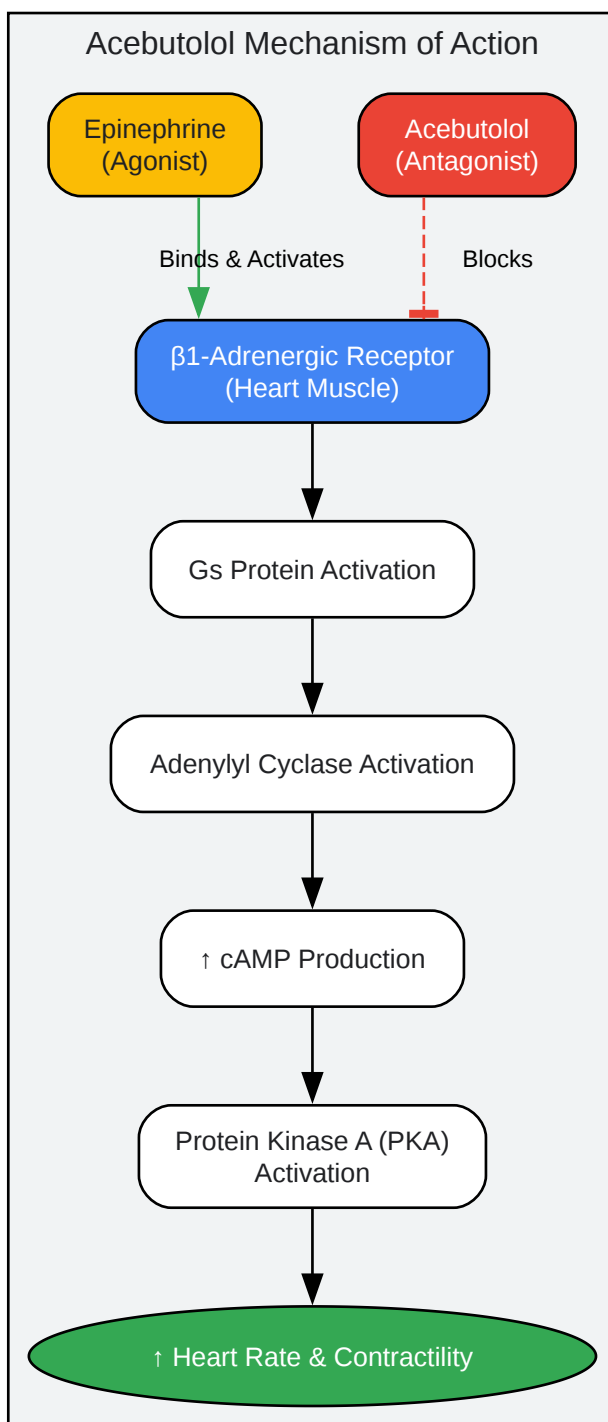 Acebutolol Mechanism of Action
Epinephrine
(Agonist)
Acebutolol
(Antagonist)
Binds & Activates
Blocks
β1-Adrenergic Receptor
(Heart Muscle)
Gs Protein Activation
Adenylyl Cyclase Activation
↑ cAMP Production
Protein Kinase A (PKA)
Activation
↑ Heart Rate & Contractility